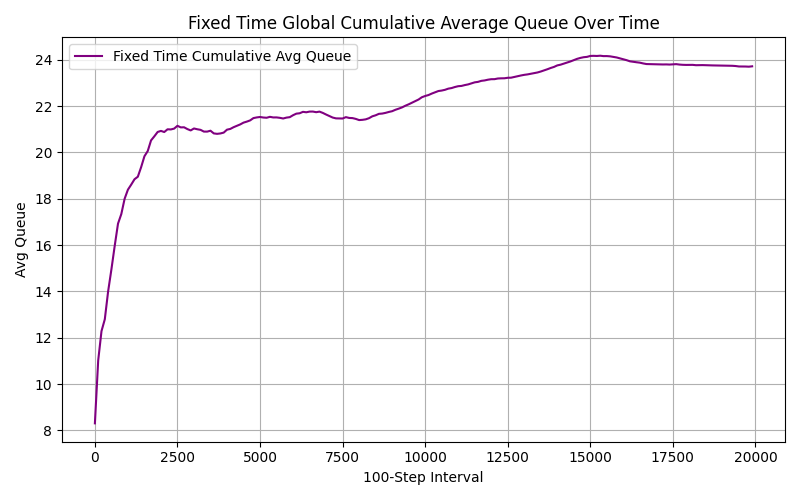 Fixed Time Global Cumulative Average Queue Over Time
Fixed Time Cumulative Avg Queue
Avg Queue
24
22
20
18
16
14
12
10
8
0 2500 5000 7500 10000 12500 15000 17500 20000
100-Step Interval